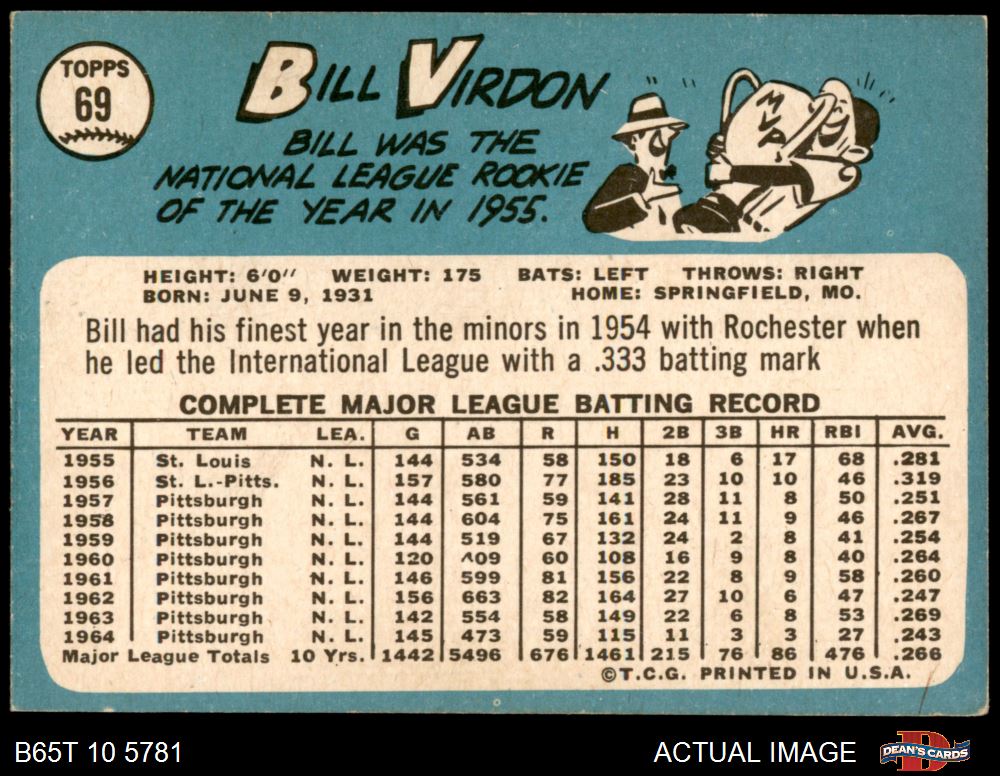 TOPPS
69
BILL VIRDON
BILL WAS THE
NATIONAL LEAGUE ROOKIE
OF THE YEAR IN 1955.
MVP
HEIGHT: 6'0" WEIGHT: 175 BATS: LEFT THROWS: RIGHT
BORN: JUNE 9, 1931 HOME: SPRINGFIELD, MO.
Bill had his finest year in the minors in 1954 with Rochester when
he led the International League with a .333 batting mark
COMPLETE MAJOR LEAGUE BATTING RECORD
YEAR TEAM LEA. G AB R H 2B 3B HR RBI AVG.
1955 St. Louis N. L. 144 534 58 150 18 6 17 68 .281
1956 St. L.-Pitts. N. L. 157 580 77 185 23 10 10 46 .319
1957 Pittsburgh N. L. 144 561 59 141 28 11 8 50 .251
1958 Pittsburgh N. L. 144 604 75 161 24 11 9 46 .267
1959 Pittsburgh N. L. 144 519 67 132 24 2 8 41 .254
1960 Pittsburgh N. L. 120 409 60 108 16 9 8 40 .264
1961 Pittsburgh N. L. 146 599 81 156 22 8 9 58 .260
1962 Pittsburgh N. L. 156 663 82 164 27 10 6 47 .247
1963 Pittsburgh N. L. 142 554 58 149 22 6 8 53 .269
1964 Pittsburgh N. L. 145 473 59 115 11 3 3 27 .243
Major League Totals 10 Yrs. 1442 5496 676 1461 215 76 86 476 .266
©T.C.G. PRINTED IN U.S.A.
B65T 10 5781 ACTUAL IMAGE DEAN'S CARDS